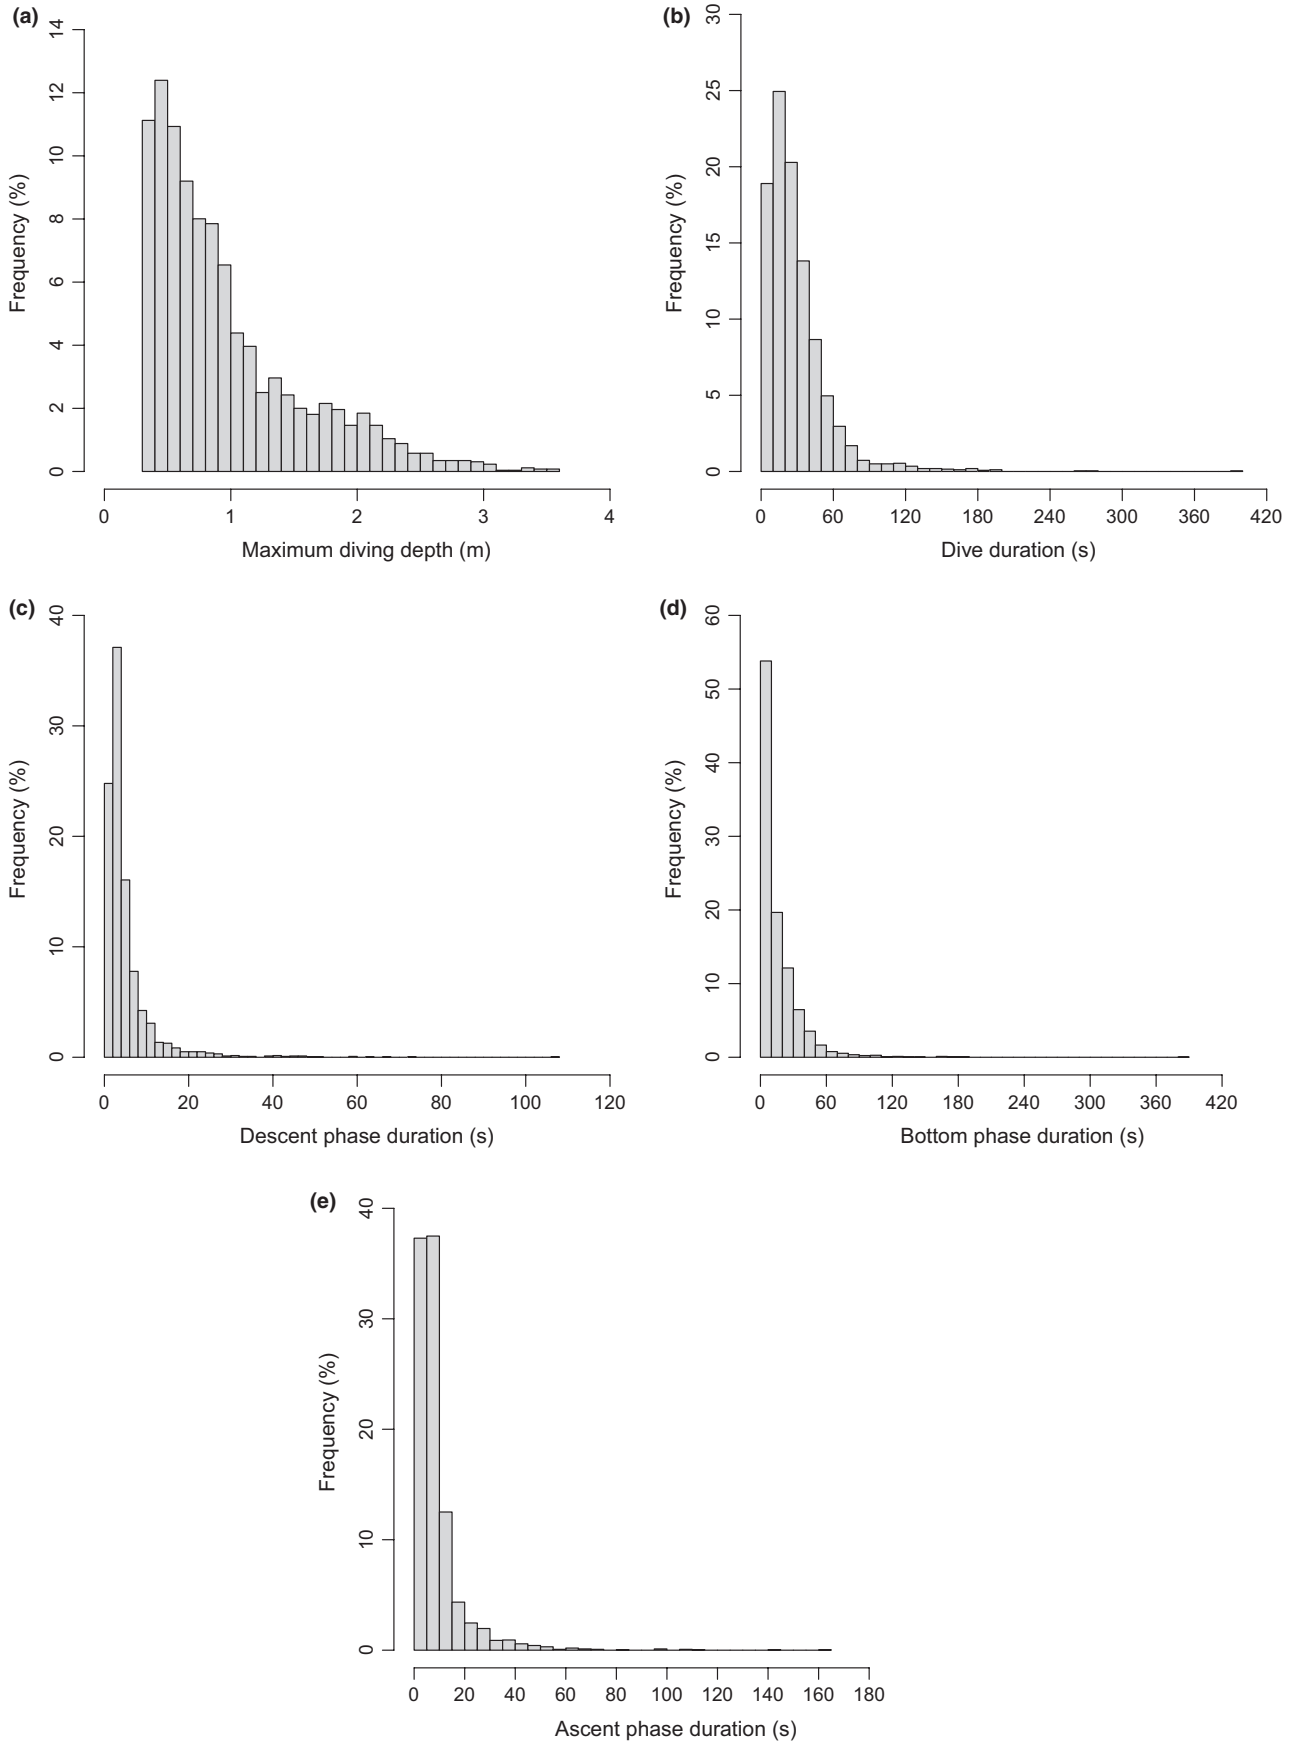 (a)
14
12
10
8
6
4
2
0
Frequency (%)
0 1 2 3 4
Maximum diving depth (m)
(b)
30
25
20
15
10
5
0
Frequency (%)
0 60 120 180 240 300 360 420
Dive duration (s)
(c)
40
30
20
10
0
Frequency (%)
0 20 40 60 80 100 120
Descent phase duration (s)
(d)
60
50
40
30
20
10
0
Frequency (%)
0 60 120 180 240 300 360 420
Bottom phase duration (s)
(e)
40
30
20
10
0
Frequency (%)
0 20 40 60 80 100 120 140 160 180
Ascent phase duration (s)